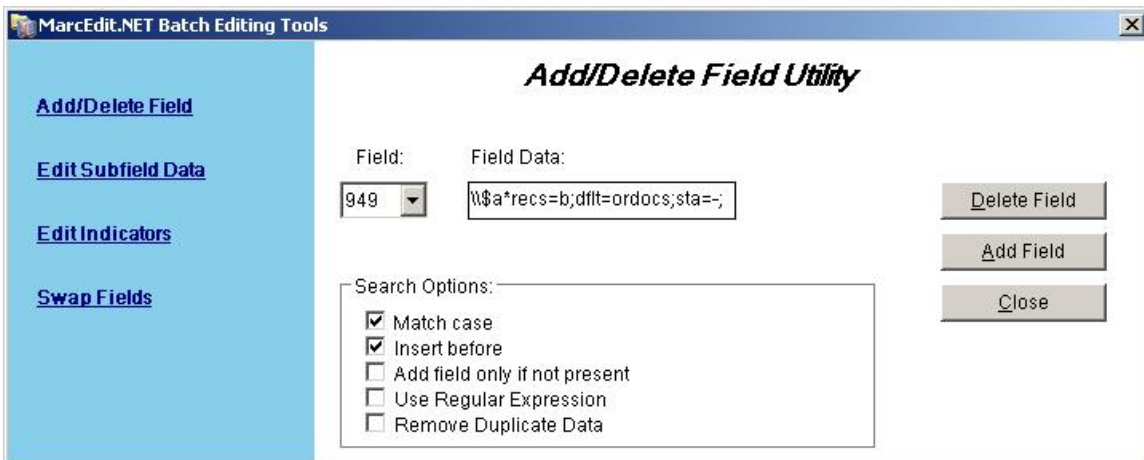 MarcEdit.NET Batch Editing Tools
Add/Delete Field Utility
Add/Delete Field
Edit Subfield Data
Edit Indicators
Swap Fields
Field: Field Data:
949 \\$a*recs=b;dflt=ordocs;sta=-;
Delete Field
Add Field
Close
Search Options:
Match case
Insert before
Add field only if not present
Use Regular Expression
Remove Duplicate Data